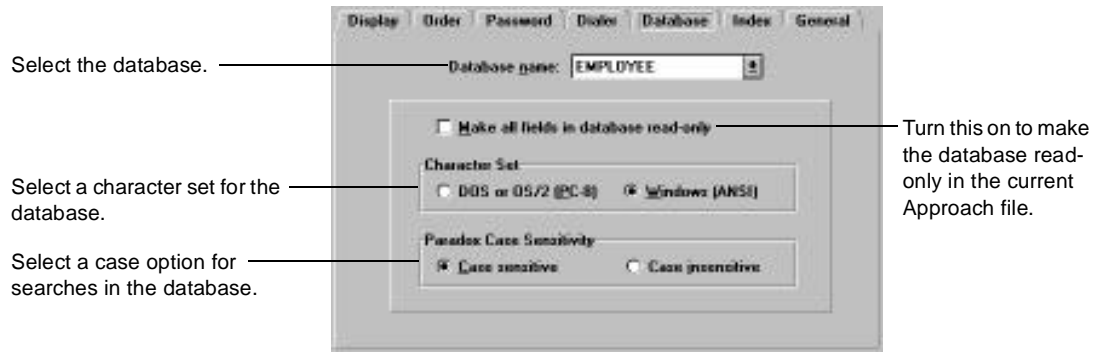 Display Order Password Dialer Database Index General
Select the database.
Database name: EMPLOYEE
Make all fields in database read-only
Turn this on to make
the database read-
only in the current
Approach file.
Character Set
Select a character set for the
database.
DOS or OS/2 (PC-8) Windows (ANSI)
Paradox Case Sensitivity
Select a case option for
searches in the database.
Case sensitive Case insensitive